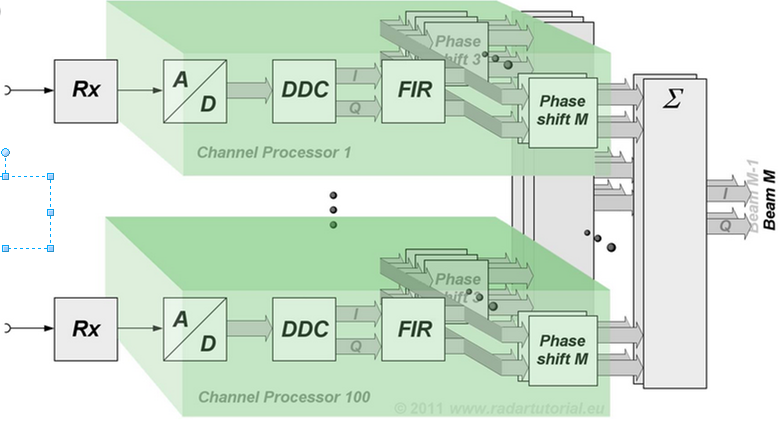 Phase
shift 3
Rx
A
D
DDC
I
Q
FIR
Phase
shift M
Σ
Channel Processor 1
I
Q
Beam M-1
Beam M
Phase
shift 3
Rx
A
D
DDC
I
Q
FIR
Phase
shift M
Channel Processor 100
© 2011 www.radartutorial.eu